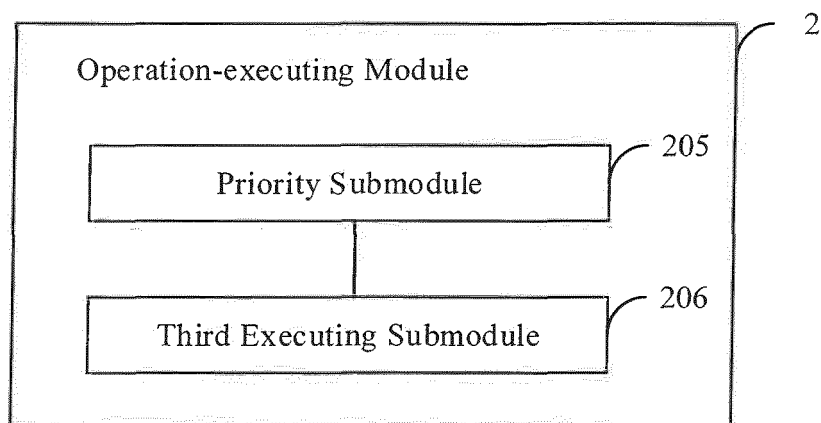 2
Operation-executing Module
205
Priority Submodule
206
Third Executing Submodule